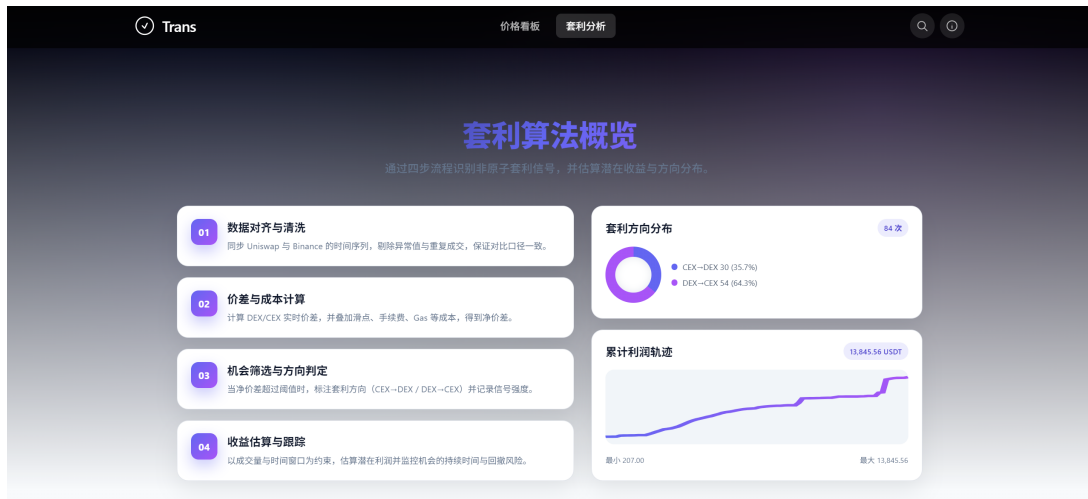 Trans
价格看板
套利分析
套利算法概览
通过四步流程识别非原子套利信号，并估算潜在收益与方向分布。
01
数据对齐与清洗
同步 Uniswap 与 Binance 的时间序列，剔除异常值与重复成交，保证对比口径一致。
02
价差与成本计算
计算 DEX/CEX 实时价差，并叠加滑点、手续费、Gas 等成本，得到净价差。
03
机会筛选与方向判定
当净价差超过阈值时，标注套利方向（CEX→DEX / DEX→CEX）并记录信号强度。
04
收益估算与跟踪
以成交量与时间窗口为约束，估算潜在利润并监控机会的持续时间与回撤风险。
套利方向分布
84 次
CEX→DEX 30 (35.7%)
DEX→CEX 54 (64.3%)
累计利润轨迹
13,845.56 USDT
最小 207.00
最大 13,845.56